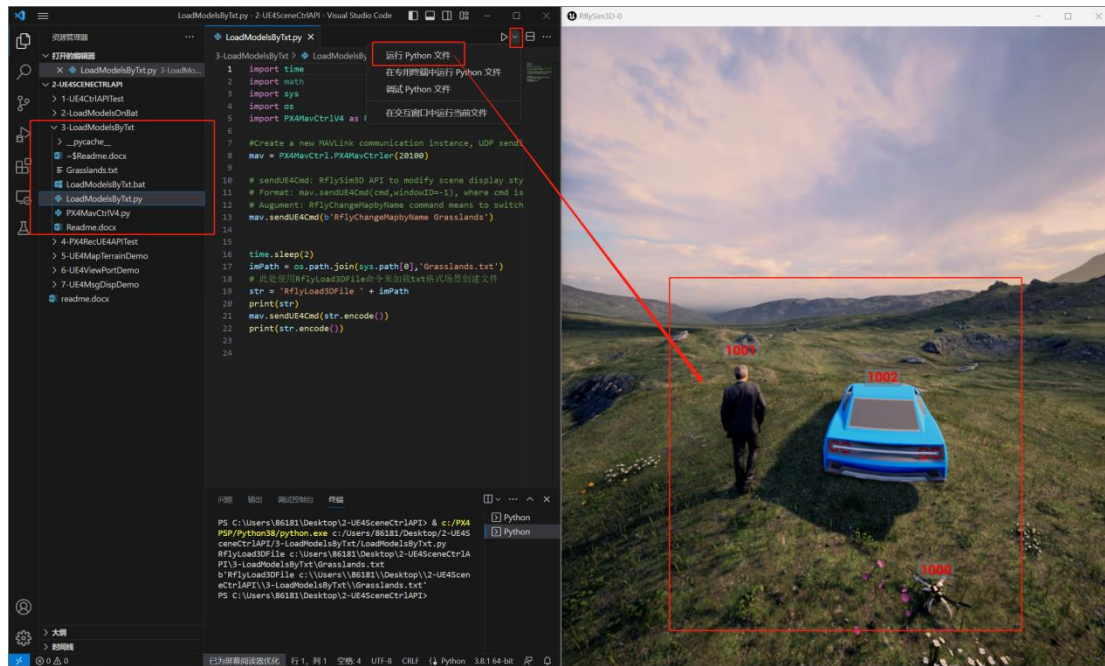 LoadModelsByTxt.py - 2-UE4SceneCtrlAPI - Visual Studio Code
资源管理器
打开的编辑器
LoadModelsByTxt.py 3-LoadMo...
2-UE4SCENECTRLAPI
1-UE4CtrlAPITest
2-LoadModelsOnBat
3-LoadModelsByTxt
__pycache__
~$Readme.docx
Grasslands.txt
LoadModelsByTxt.bat
LoadModelsByTxt.py
PX4MavCtrlV4.py
Readme.docx
4-PX4RecUE4APITest
5-UE4MapTerrainDemo
6-UE4ViewPortDemo
7-UE4MsgDispDemo
readme.docx
大纲
时间线
LoadModelsByTxt.py
3-LoadModelsByTxt > LoadModelsBy
运行 Python 文件
在专用终端中运行 Python 文件
调试 Python 文件
在交互窗口中运行当前文件
1 import time
2 import math
3 import sys
4 import os
5 import PX4MavCtrlV4 as
6
7 #Create a new MAVLink communication instance, UDP sendi
8 mav = PX4MavCtrl.PX4MavCtrler(20100)
9
10 # sendUE4Cmd: RflySim3D API to modify scene display sty
11 # Format: mav.sendUE4Cmd(cmd,windowID=-1), where cmd is
12 # Augument: RflyChangeMapbyName command means to switch
13 mav.sendUE4Cmd(b'RflyChangeMapbyName Grasslands')
14
15
16 time.sleep(2)
17 imPath = os.path.join(sys.path[0],'Grasslands.txt')
18 # 此处使用RflyLoad3DFile命令来加载txt格式场景创建文件
19 str = 'RflyLoad3DFile ' + imPath
20 print(str)
21 mav.sendUE4Cmd(str.encode())
22 print(str.encode())
23
24
问题 输出 调试控制台 终端
PS C:\Users\86181\Desktop\2-UE4SceneCtrlAPI> & c:/PX4
PSP/Python38/python.exe c:/Users/86181/Desktop/2-UE4S
ceneCtrlAPI/3-LoadModelsByTxt/LoadModelsByTxt.py
RflyLoad3DFile c:\Users\86181\Desktop\2-UE4SceneCtrlA
PI\3-LoadModelsByTxt\Grasslands.txt
b'RflyLoad3DFile c:\\Users\\86181\\Desktop\\2-UE4Scen
eCtrlAPI\\3-LoadModelsByTxt\\Grasslands.txt'
PS C:\Users\86181\Desktop\2-UE4SceneCtrlAPI>
Python
Python
0 0 已为屏幕阅读器优化 行 1, 列 1 空格: 4 UTF-8 CRLF Python 3.8.1 64-bit
RflySim3D-0
1001
1002
1000